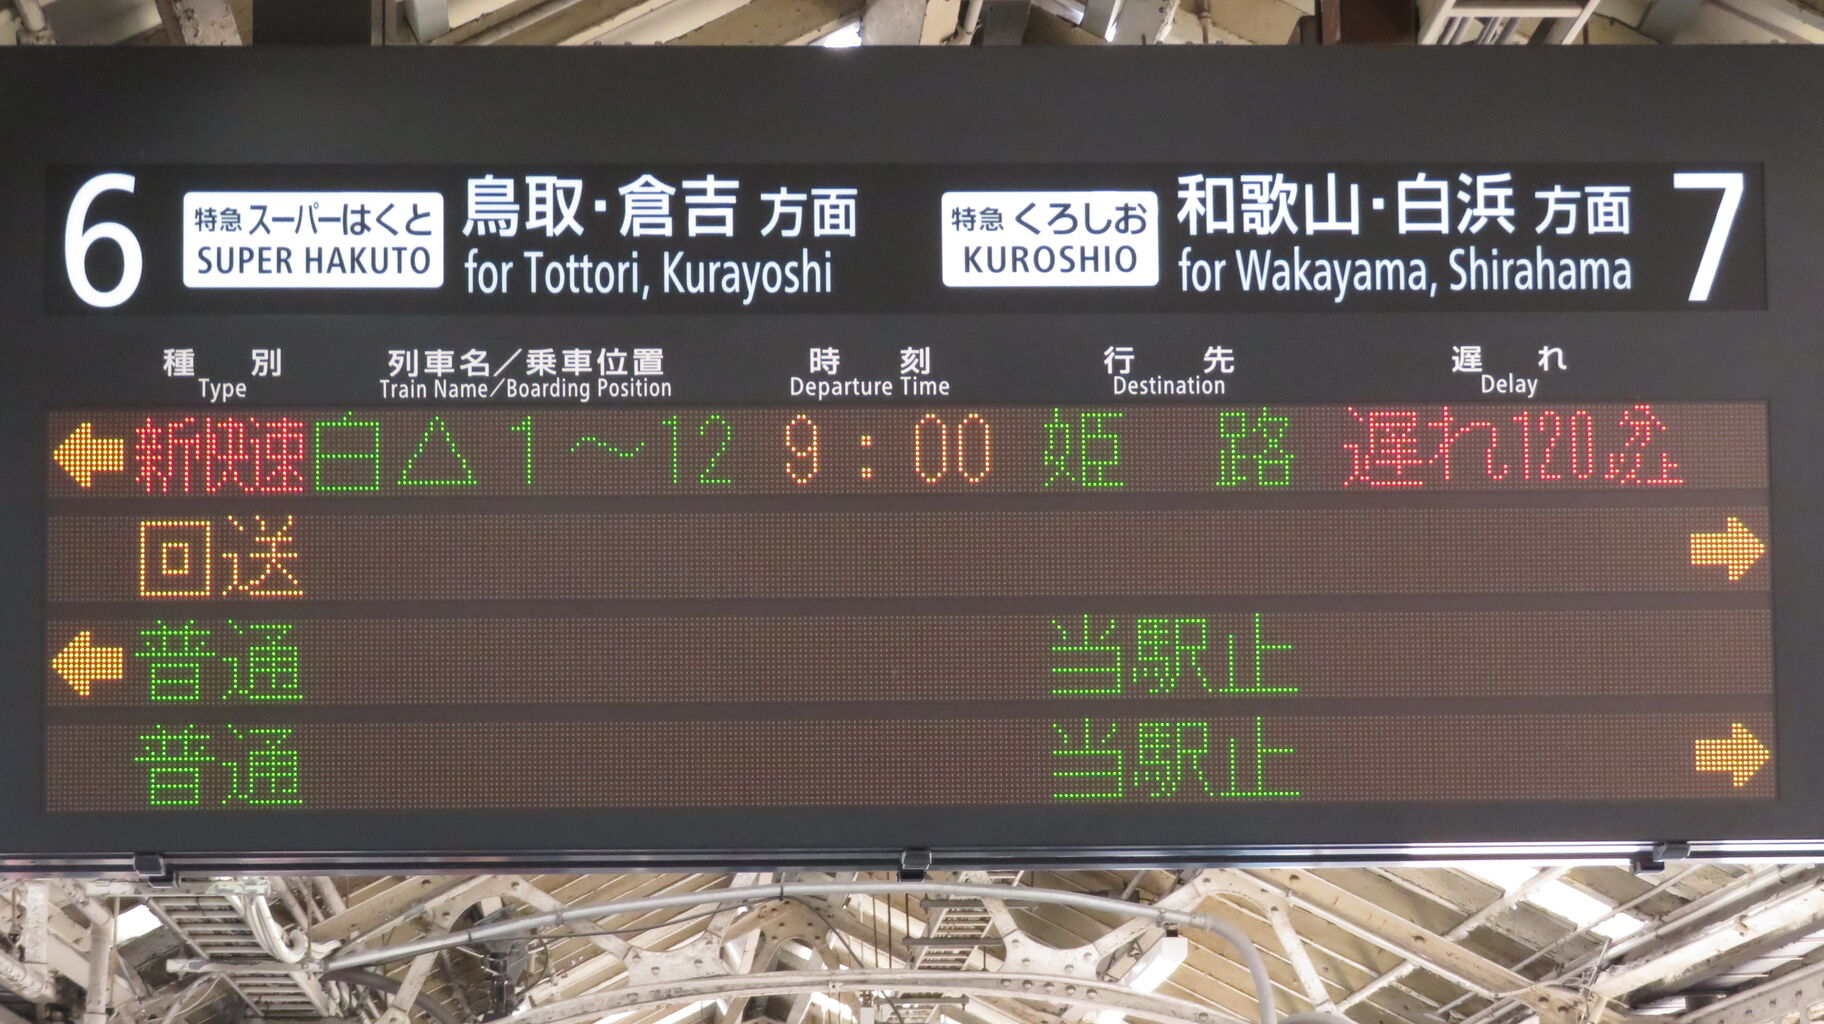 6 特急 スーパーはくと 鳥取・倉吉 方面 特急 くろしお 和歌山・白浜 方面 7
SUPER HAKUTO for Tottori, Kurayoshi KUROSHIO for Wakayama, Shirahama
種別 列車名／乗車位置 時刻 行先 遅れ
Type Train Name／Boarding Position Departure Time Destination Delay
新快速 白△ 1～12 9:00 姫路 遅れ120分以上
回送
普通 当駅止
普通 当駅止